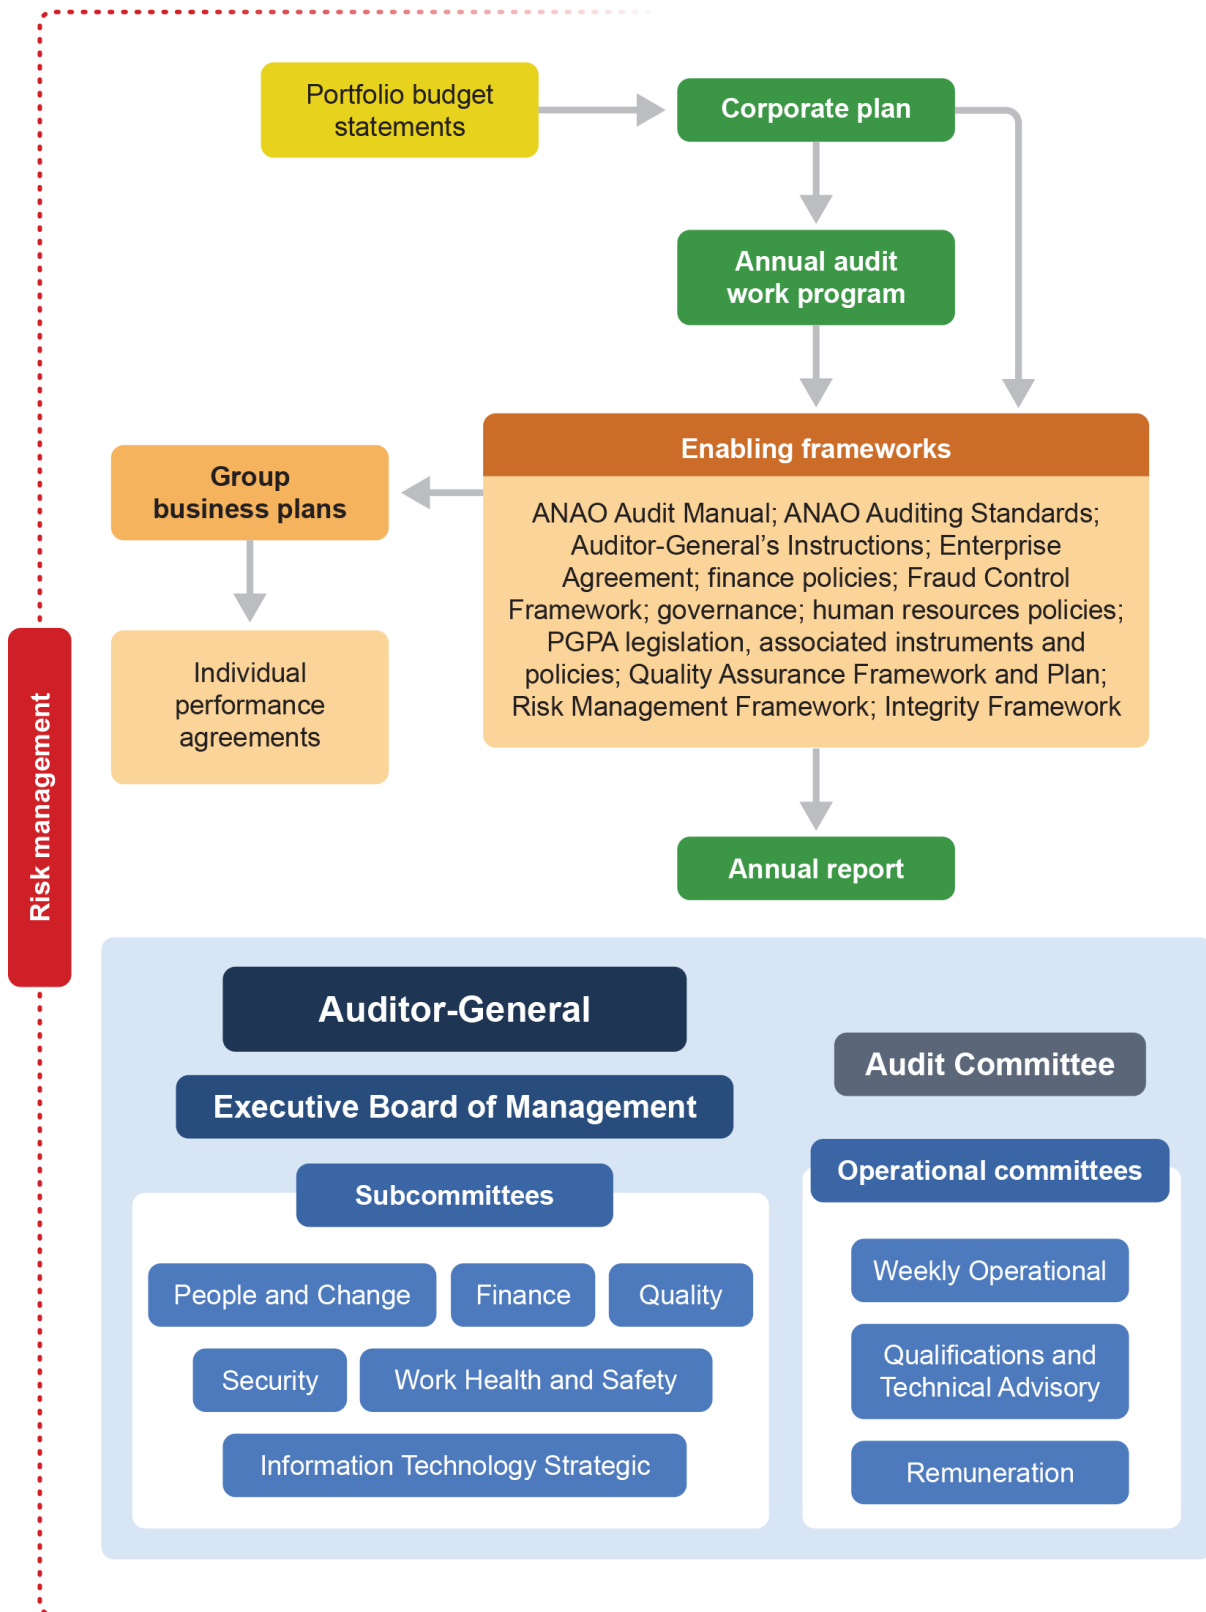 Portfolio budget
statements
Corporate plan
Annual audit
work program
Enabling frameworks
ANAO Audit Manual; ANAO Auditing Standards;
Auditor-General’s Instructions; Enterprise
Agreement; finance policies; Fraud Control
Framework; governance; human resources policies;
PGPA legislation, associated instruments and
policies; Quality Assurance Framework and Plan;
Risk Management Framework; Integrity Framework
Group
business plans
Individual
performance
agreements
Risk management
Annual report
Auditor-General
Executive Board of Management
Subcommittees
People and Change
Finance
Quality
Security
Work Health and Safety
Information Technology Strategic
Audit Committee
Operational committees
Weekly Operational
Qualifications and
Technical Advisory
Remuneration